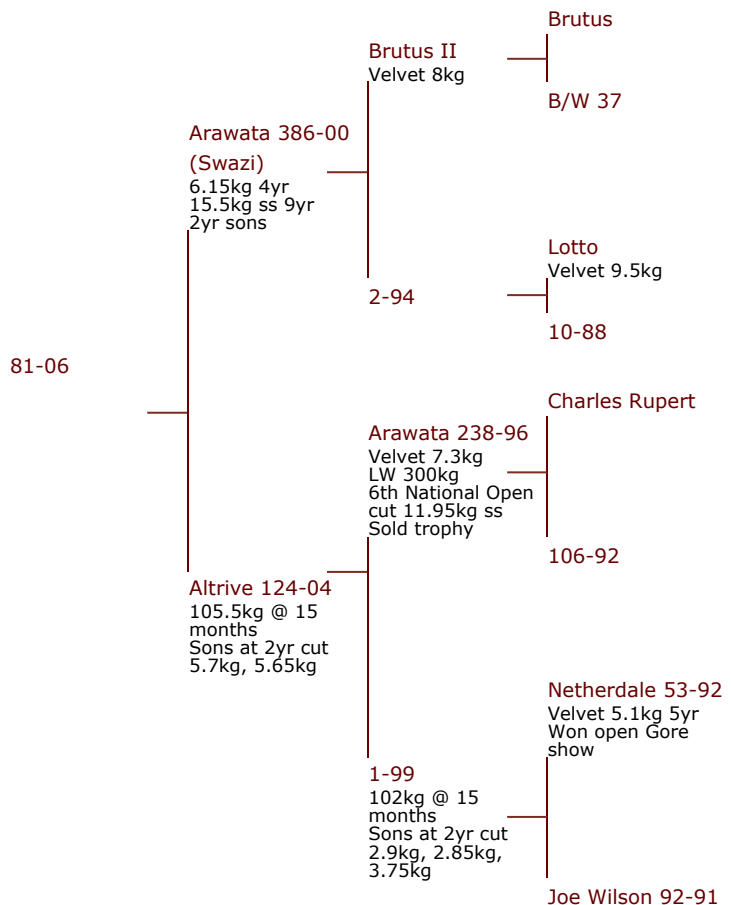 Brutus
Brutus II
Velvet 8kg
B/W 37
Arawata 386-00
(Swazi)
6.15kg 4yr
15.5kg ss 9yr
2yr sons
Lotto
Velvet 9.5kg
2-94
10-88
81-06
Charles Rupert
Arawata 238-96
Velvet 7.3kg
LW 300kg
6th National Open
cut 11.95kg ss
Sold trophy
106-92
Altrive 124-04
105.5kg @ 15
months
Sons at 2yr cut
5.7kg, 5.65kg
Netherdale 53-92
Velvet 5.1kg 5yr
Won open Gore
show
1-99
102kg @ 15
months
Sons at 2yr cut
2.9kg, 2.85kg,
3.75kg
Joe Wilson 92-91